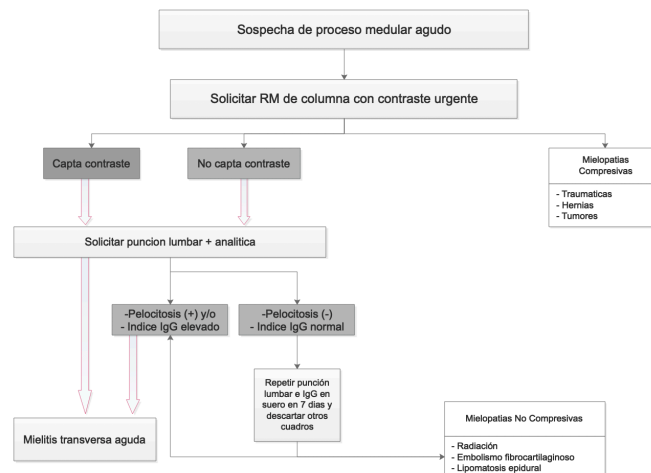 Sospecha de proceso medular agudo
Solicitar RM de columna con contraste urgente
Capta contraste
No capta contraste
Mielopatias
Compresivas
- Traumaticas
- Hernias
- Tumores
Solicitar puncion lumbar + analitica
-Pelocitosis (+) y/o
- Indice IgG elevado
-Pelocitosis (-)
- Indice IgG normal
Repetir punción
lumbar e IgG en
suero en 7 dias y
descartar otros
cuadros
Mielitis transversa aguda
Mielopatias No Compresivas
- Radiación
- Embolismo fibrocartilaginoso
- Lipomatosis epidural